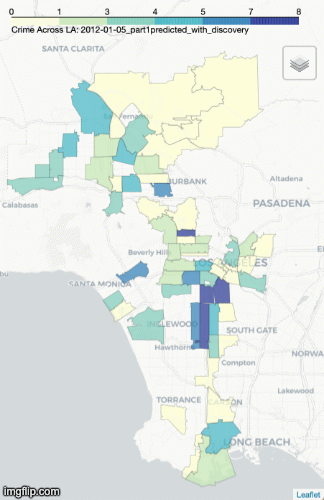 0 1 3 4 5 7 8
Crime Across LA: 2012-01-05_part1predicted_with_discovery
SANTA CLARITA
San Fernando
BURBANK
Altadena
Calabasas
PASADENA
Beverly Hills
LOS ANGELES
SANTA MONICA
INGLEWOOD
SOUTH GATE
Hawthorne
Compton
NORWA
Lakewood
TORRANCE
CARSON
LONG BEACH
imgflip.com
Leaflet